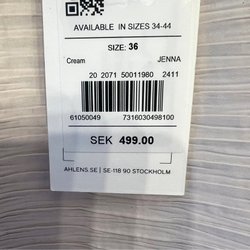 AVAILABLE IN SIZES 34-44
SIZE: 36
Cream JENNA
20 2071 50011980 2411
61050049 7316030498100
SEK 499.00
AHLENS.SE | SE-118 90 STOCKHOLM